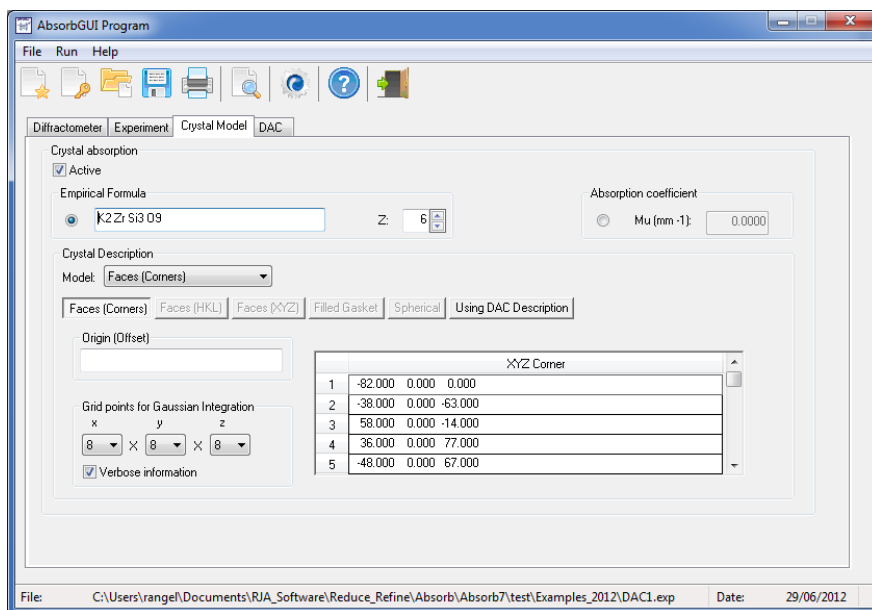 AbsorbGUI Program
File Run Help
Diffractometer Experiment Crystal Model DAC
Crystal absorption
Active
Empirical Formula
K2 Zr Si3 O9
Z: 6
Absorption coefficient
Mu (mm -1): 0.0000
Crystal Description
Model: Faces (Corners)
Faces (Corners) Faces (HKL) Faces (XYZ) Filled Gasket Spherical Using DAC Description
Origin (Offset)
Grid points for Gaussian Integration
x y z
8 X 8 X 8
Verbose information
XYZ Corner
1 -82.000 0.000 0.000
2 -38.000 0.000 -63.000
3 58.000 0.000 -14.000
4 36.000 0.000 77.000
5 -48.000 0.000 67.000
File: C:\Users\rangel\Documents\RJA_Software\Reduce_Refine\Absorb\Absorb7\test\Examples_2012\DAC1.exp Date: 29/06/2012